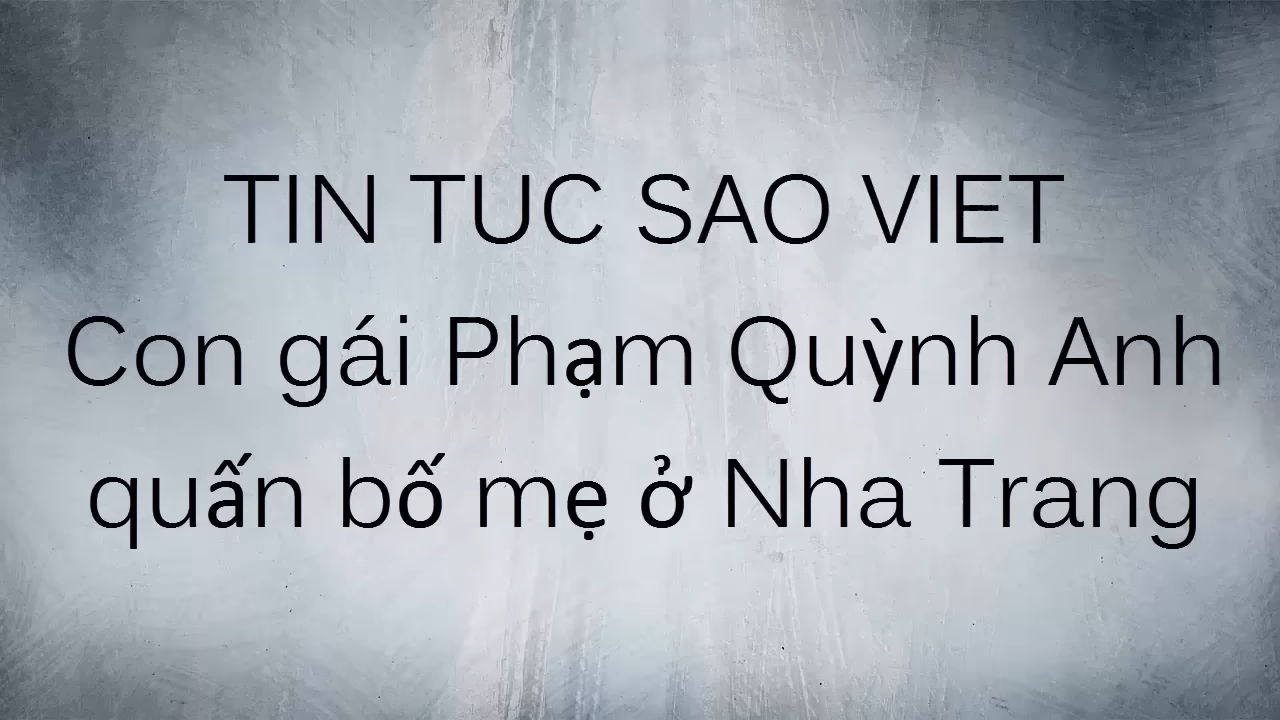 TIN TUC SAO VIET
Con gái Phạm Quỳnh Anh
quấn bố mẹ ở Nha Trang